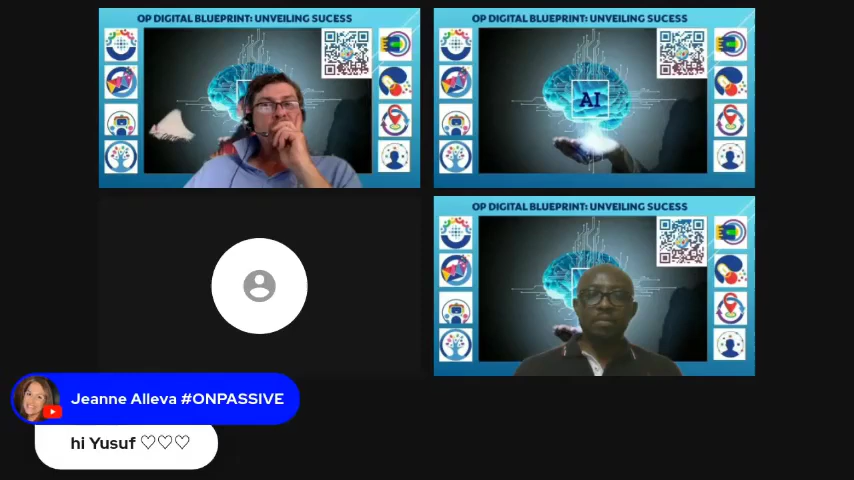 OP DIGITAL BLUEPRINT: UNVEILING SUCESS
OP DIGITAL BLUEPRINT: UNVEILING SUCESS
AI
OP DIGITAL BLUEPRINT: UNVEILING SUCESS
Jeanne Alleva #ONPASSIVE
hi Yusuf ♡♡♡